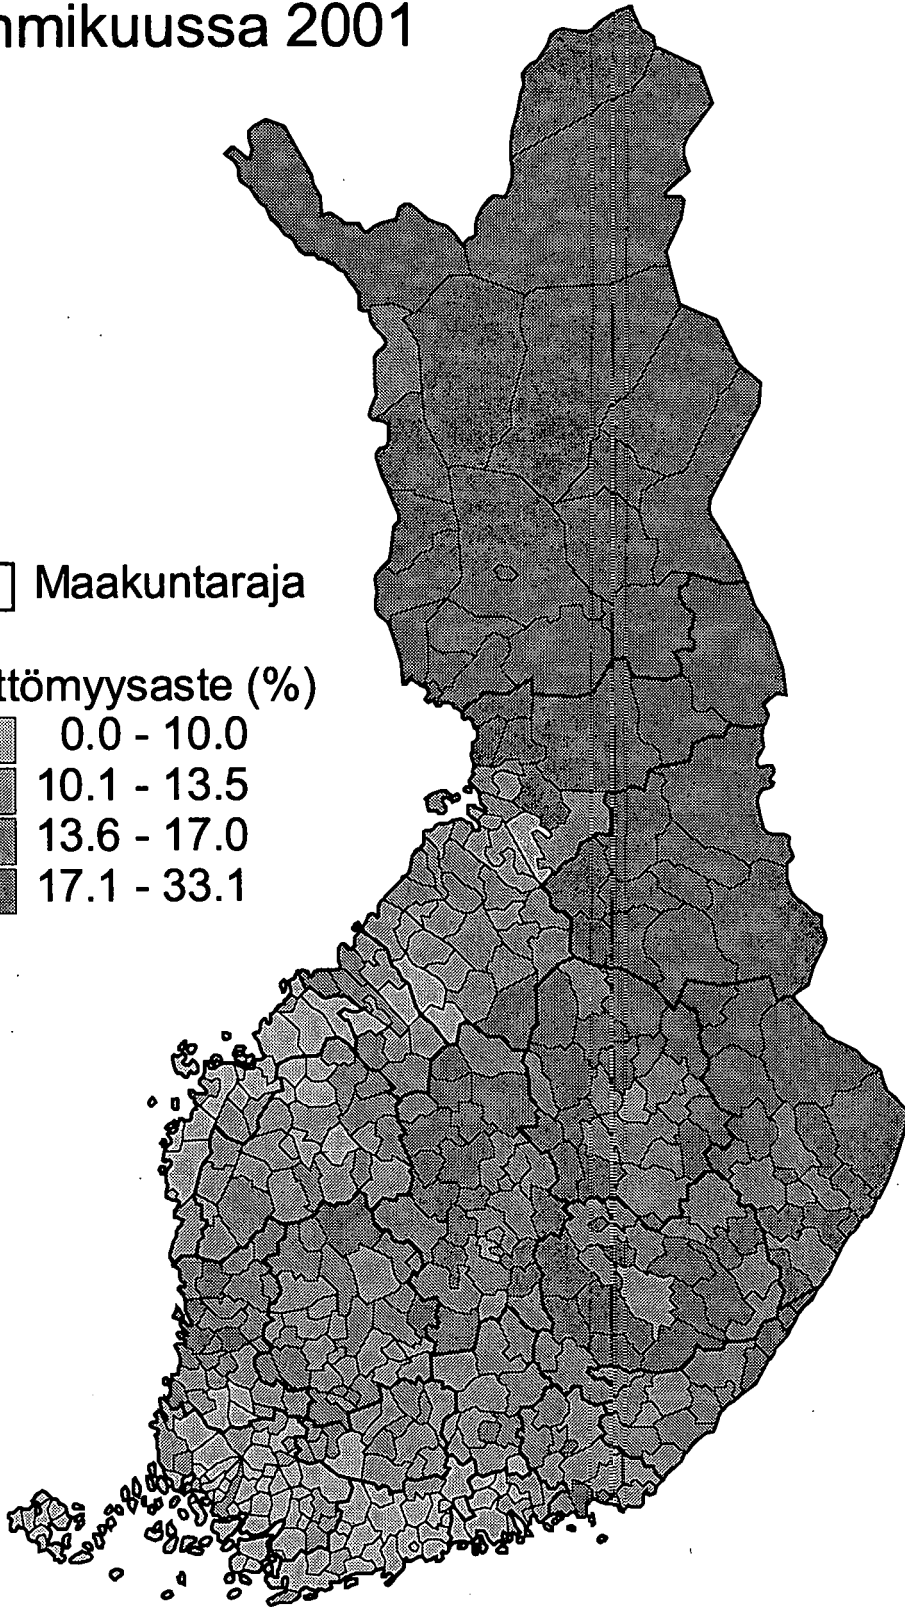 nmikuussa 2001
Maakuntaraja
ttömyysaste (%)
0.0 - 10.0
10.1 - 13.5
13.6 - 17.0
17.1 - 33.1